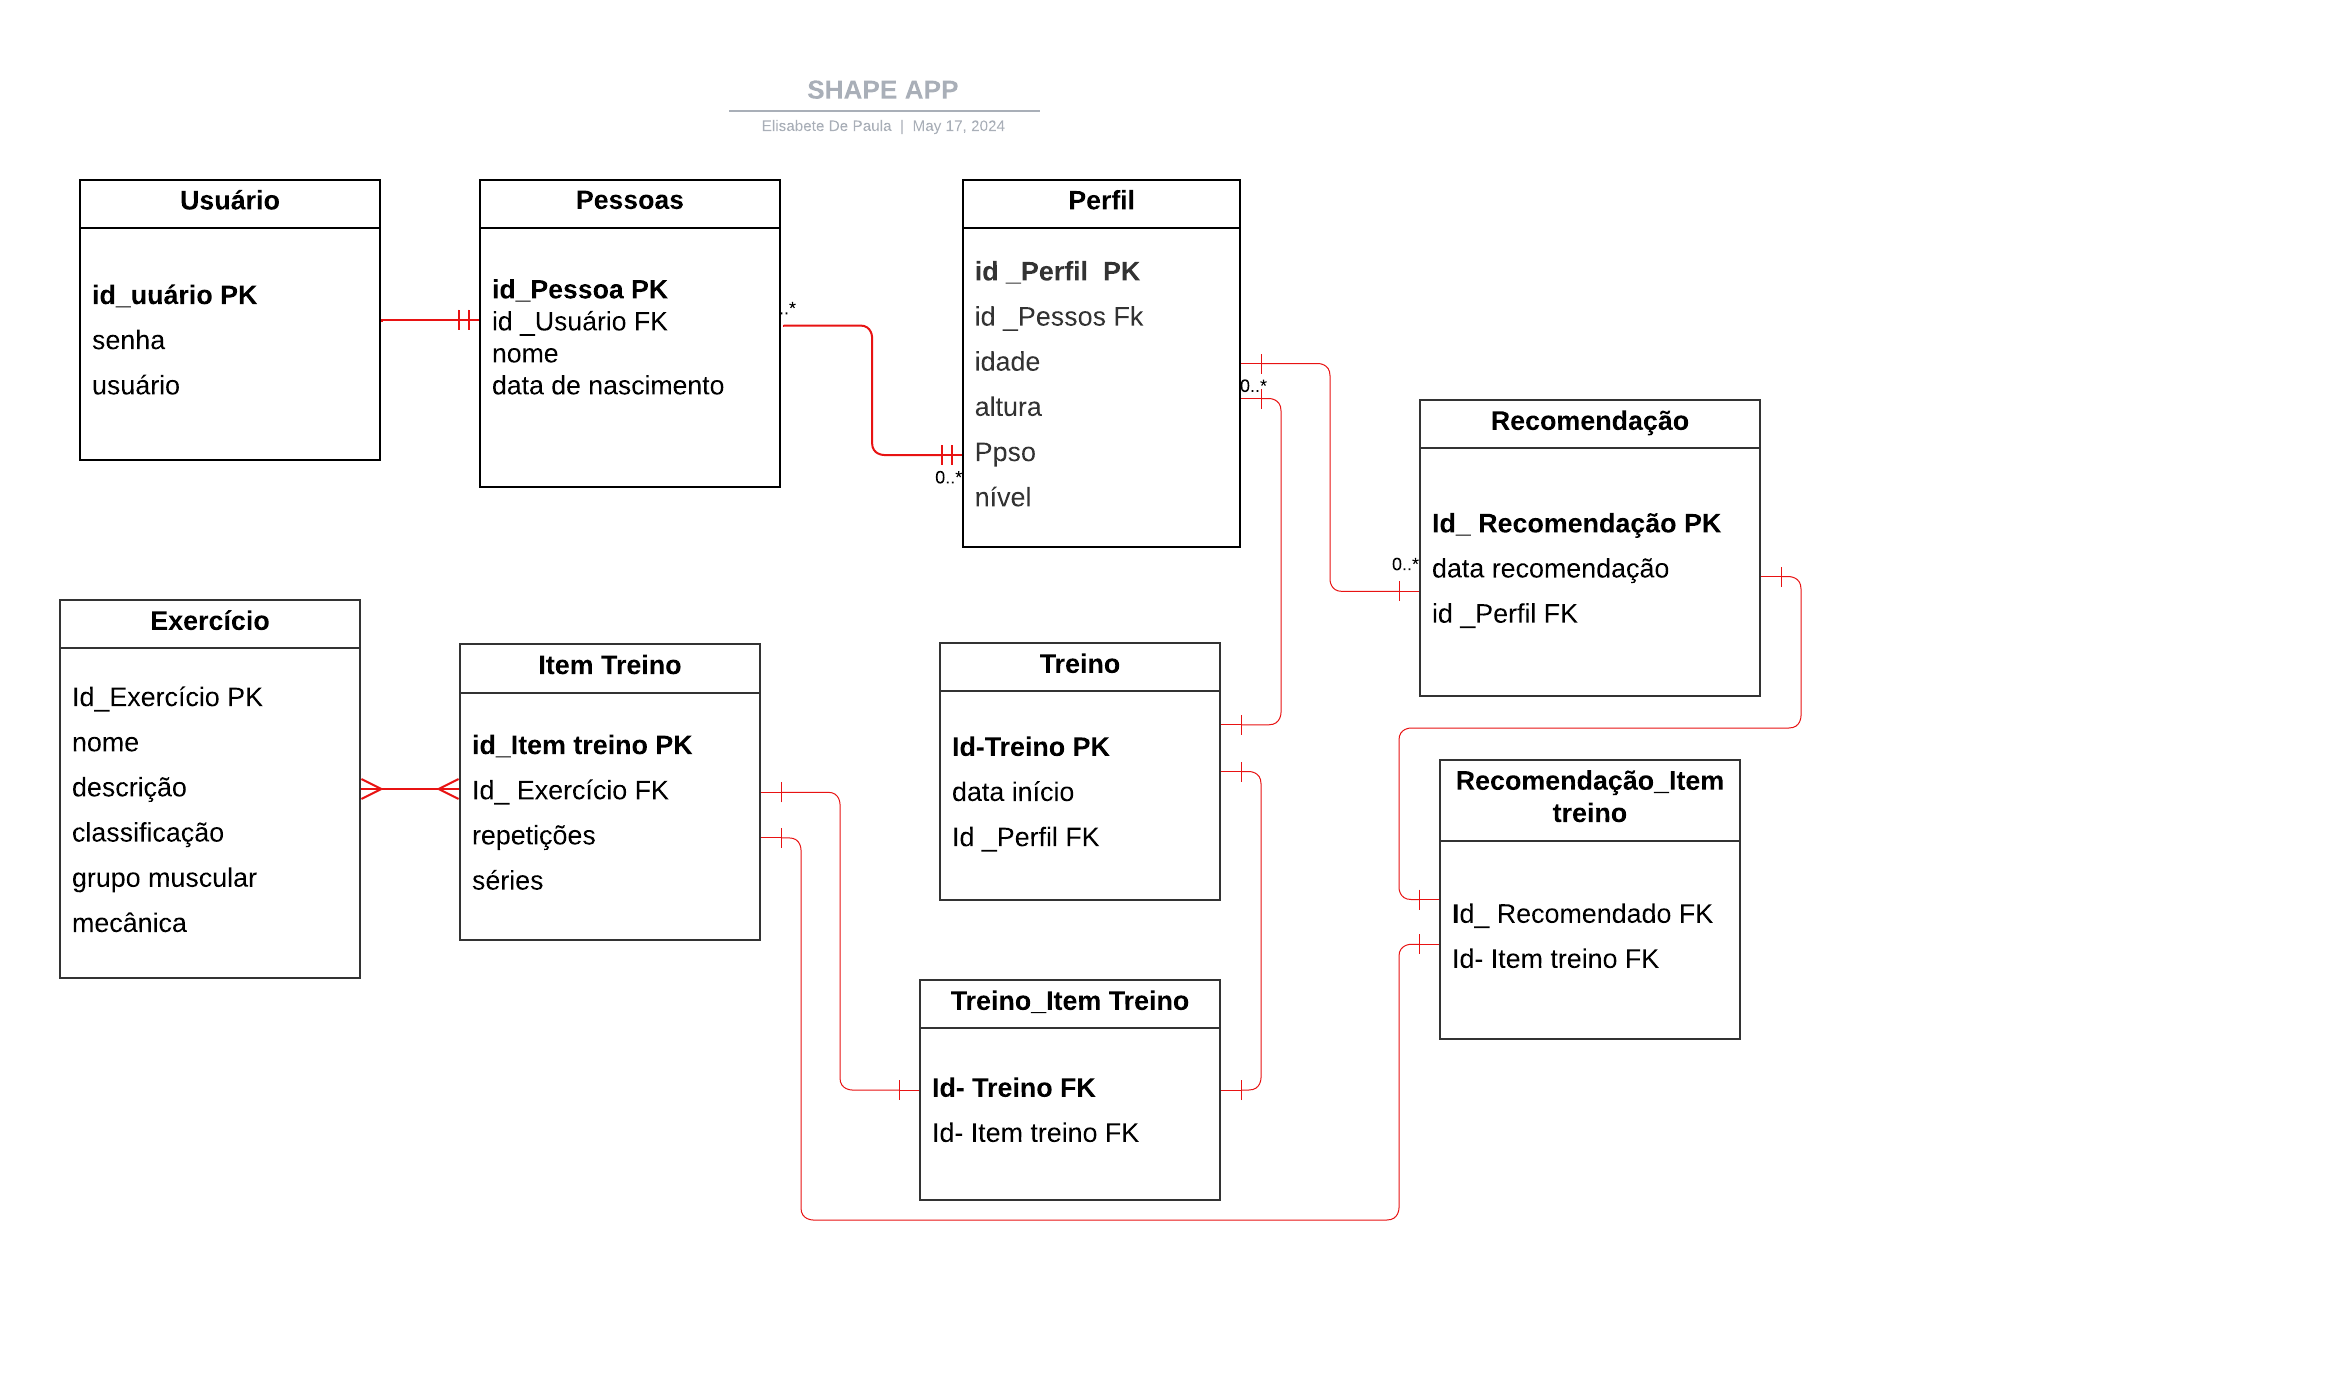 SHAPE APP
Elisabete De Paula | May 17, 2024
Usuário
id_uuário PK
senha
usuário
Pessoas
id_Pessoa PK
id _Usuário FK
nome
data de nascimento
..*
0..*
Perfil
id _Perfil PK
id _Pessos Fk
idade
altura
Ppso
nível
0..*
0..*
Recomendação
Id_ Recomendação PK
data recomendação
id _Perfil FK
Exercício
Id_Exercício PK
nome
descrição
classificação
grupo muscular
mecânica
Item Treino
id_Item treino PK
Id_ Exercício FK
repetições
séries
Treino
Id-Treino PK
data início
Id _Perfil FK
Recomendação_Item
treino
Id_ Recomendado FK
Id- Item treino FK
Treino_Item Treino
Id- Treino FK
Id- Item treino FK